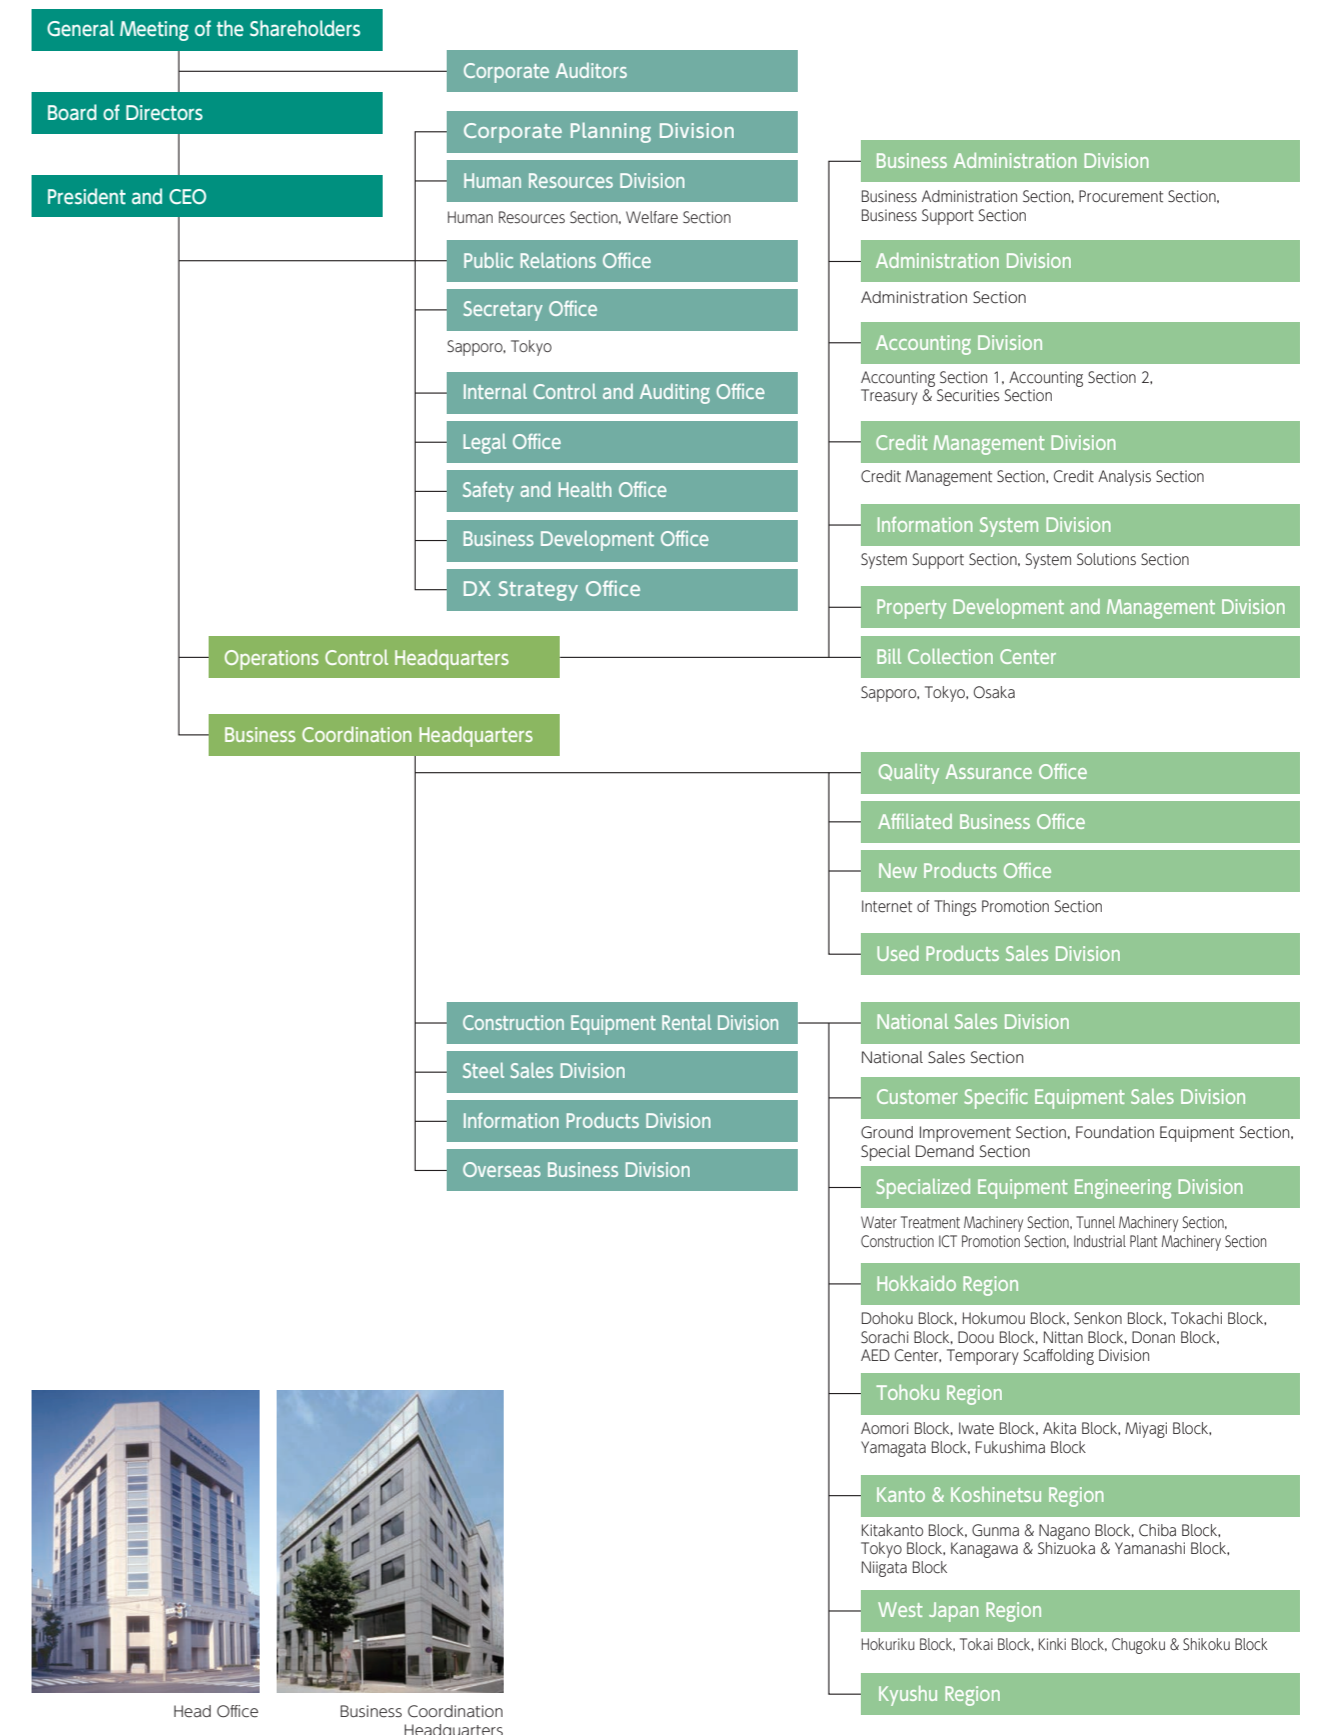 General Meeting of the Shareholders
Corporate Auditors
Board of Directors
President and CEO
Corporate Planning Division
Human Resources Division
Human Resources Section, Welfare Section
Public Relations Office
Secretary Office
Sapporo, Tokyo
Internal Control and Auditing Office
Legal Office
Safety and Health Office
Business Development Office
DX Strategy Office
Operations Control Headquarters
Business Administration Division
Business Administration Section, Procurement Section,
Business Support Section
Administration Division
Administration Section
Accounting Division
Accounting Section 1, Accounting Section 2,
Treasury & Securities Section
Credit Management Division
Credit Management Section, Credit Analysis Section
Information System Division
System Support Section, System Solutions Section
Property Development and Management Division
Bill Collection Center
Sapporo, Tokyo, Osaka
Business Coordination Headquarters
Quality Assurance Office
Affiliated Business Office
New Products Office
Internet of Things Promotion Section
Used Products Sales Division
Construction Equipment Rental Division
Steel Sales Division
Information Products Division
Overseas Business Division
National Sales Division
National Sales Section
Customer Specific Equipment Sales Division
Ground Improvement Section, Foundation Equipment Section,
Special Demand Section
Specialized Equipment Engineering Division
Water Treatment Machinery Section, Tunnel Machinery Section,
Construction ICT Promotion Section, Industrial Plant Machinery Section
Hokkaido Region
Dohoku Block, Hokumou Block, Senkon Block, Tokachi Block,
Sorachi Block, Doou Block, Nittan Block, Donan Block,
AED Center, Temporary Scaffolding Division
Tohoku Region
Aomori Block, Iwate Block, Akita Block, Miyagi Block,
Yamagata Block, Fukushima Block
Kanto & Koshinetsu Region
Kitakanto Block, Gunma & Nagano Block, Chiba Block,
Tokyo Block, Kanagawa & Shizuoka & Yamanashi Block,
Niigata Block
West Japan Region
Hokuriku Block, Tokai Block, Kinki Block, Chugoku & Shikoku Block
Kyushu Region
Head Office
Business Coordination
Headquarters